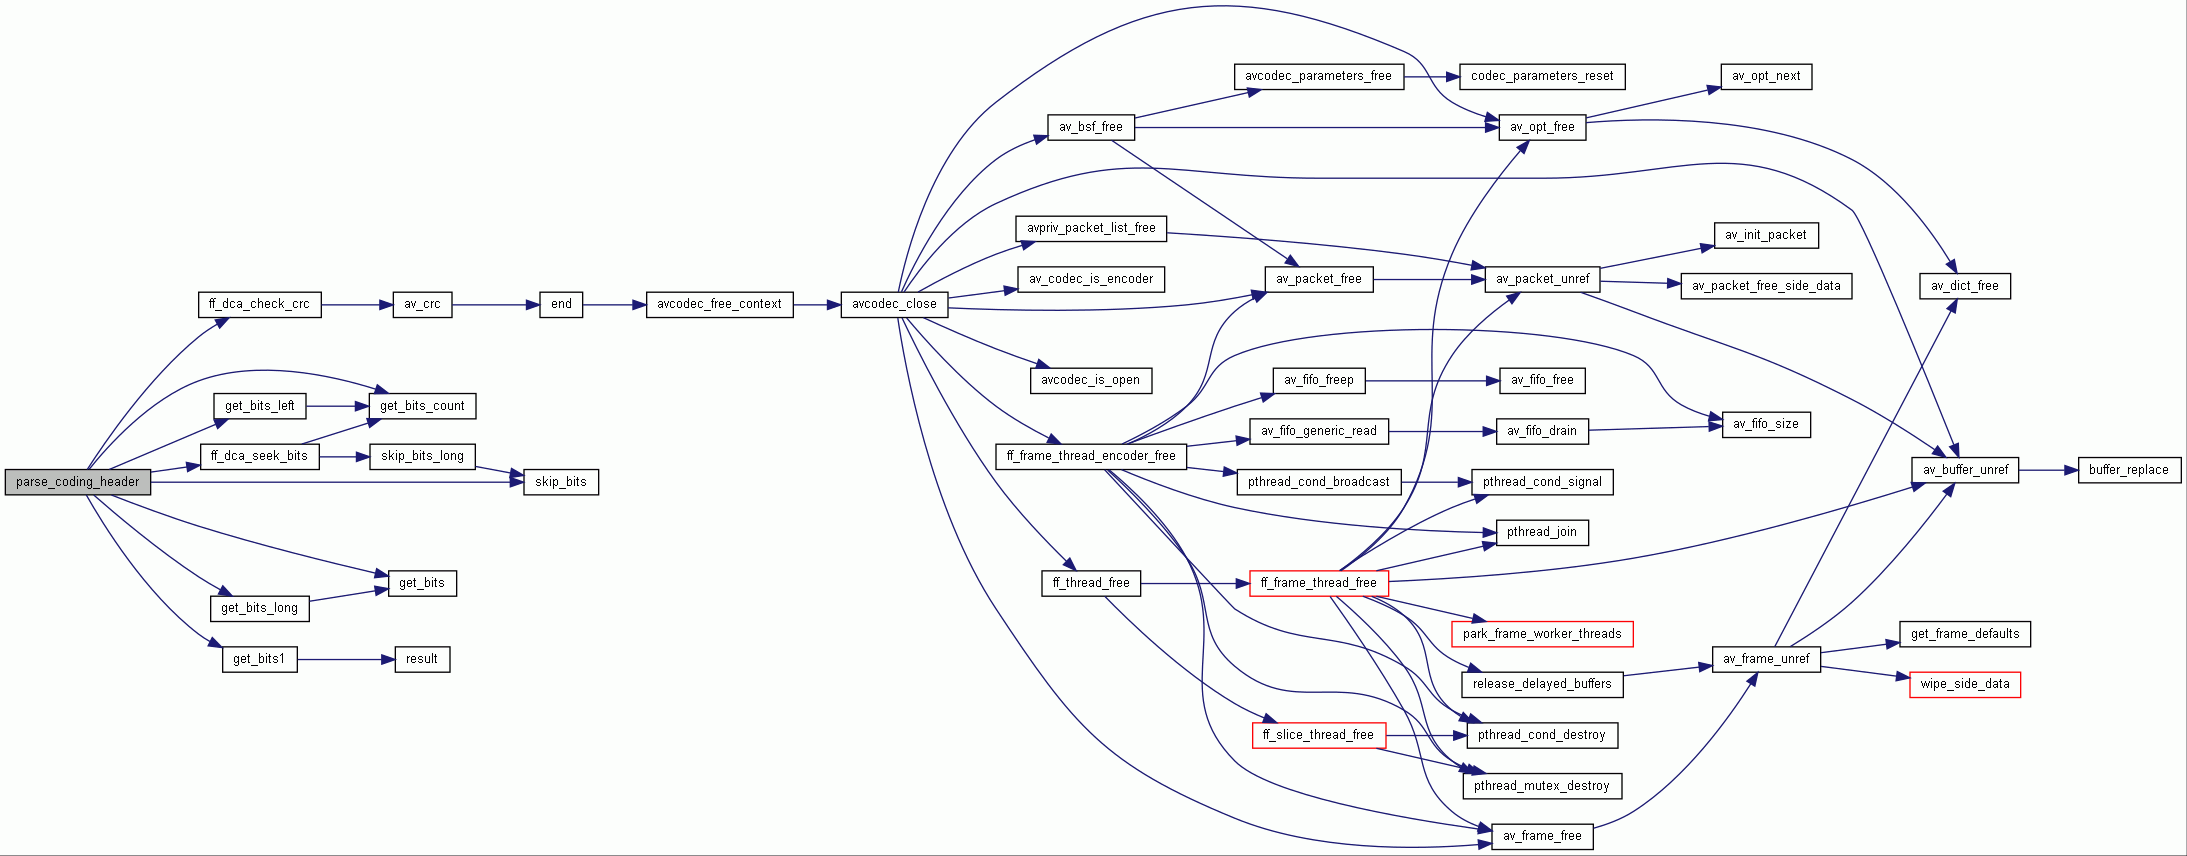 parse_coding_header
ff_dca_check_crc
av_crc
end
avcodec_free_context
avcodec_close
get_bits_left
get_bits_count
ff_dca_seek_bits
skip_bits_long
skip_bits
get_bits
get_bits_long
get_bits1
result
avcodec_parameters_free
codec_parameters_reset
av_opt_next
av_bsf_free
av_opt_free
avpriv_packet_list_free
av_init_packet
av_codec_is_encoder
av_packet_free
av_packet_unref
av_packet_free_side_data
av_dict_free
avcodec_is_open
av_fifo_freep
av_fifo_free
av_fifo_generic_read
av_fifo_drain
av_fifo_size
ff_frame_thread_encoder_free
pthread_cond_broadcast
pthread_cond_signal
av_buffer_unref
buffer_replace
pthread_join
ff_thread_free
ff_frame_thread_free
park_frame_worker_threads
get_frame_defaults
av_frame_unref
release_delayed_buffers
wipe_side_data
ff_slice_thread_free
pthread_cond_destroy
pthread_mutex_destroy
av_frame_free